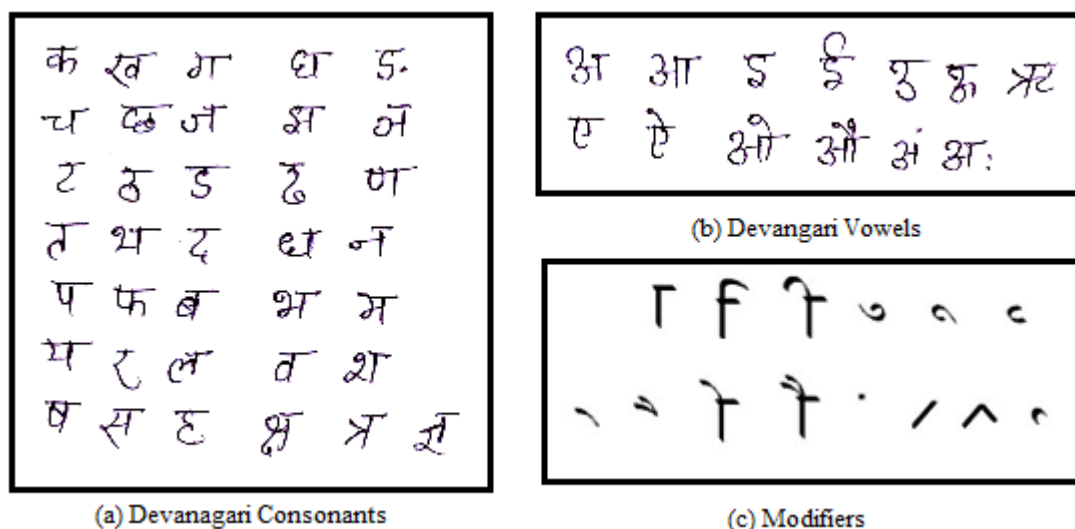 क ख ग घ ङ
च छ ज झ ञ
ट ठ ड ढ ण
त थ द ध न
प फ ब भ म
य र ल व श
ष स ह क्ष त्र ज्ञ
(a) Devanagari Consonants
अ आ इ ई उ ऊ ऋ
ए ऐ ओ औ अं अः
(b) Devangari Vowels
ा ि ी ु ू ृ
(c) Modifiers